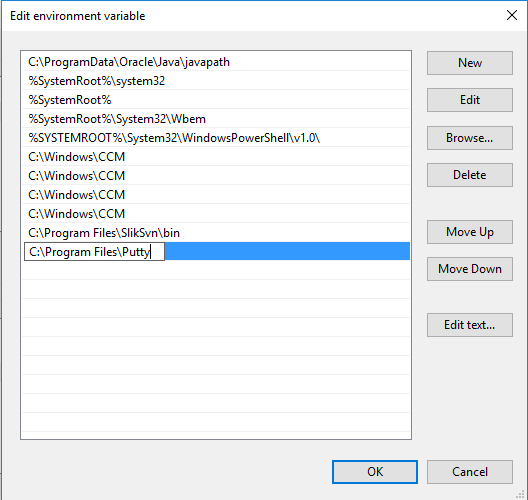 Edit environment variable
C:\ProgramData\Oracle\Java\javapath
%SystemRoot%\system32
%SystemRoot%
%SystemRoot%\System32\Wbem
%SYSTEMROOT%\System32\WindowsPowerShell\v1.0\
C:\Windows\CCM
C:\Windows\CCM
C:\Windows\CCM
C:\Windows\CCM
C:\Program Files\SlikSvn\bin
C:\Program Files\Putty
New
Edit
Browse...
Delete
Move Up
Move Down
Edit text...
OK
Cancel